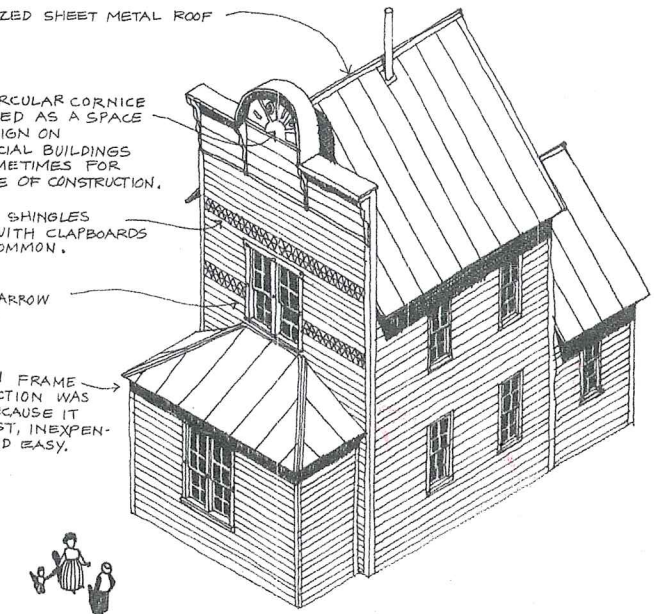 ZED SHEET METAL ROOF
RCULAR CORNICE
ED AS A SPACE
IGN ON
CIAL BUILDINGS
METIMES FOR
E OF CONSTRUCTION.
SHINGLES
WITH CLAPBOARDS
OMMON.
ARROW
FRAME
CTION WAS
ECAUSE IT
ST, INEXPEN-
D EASY.